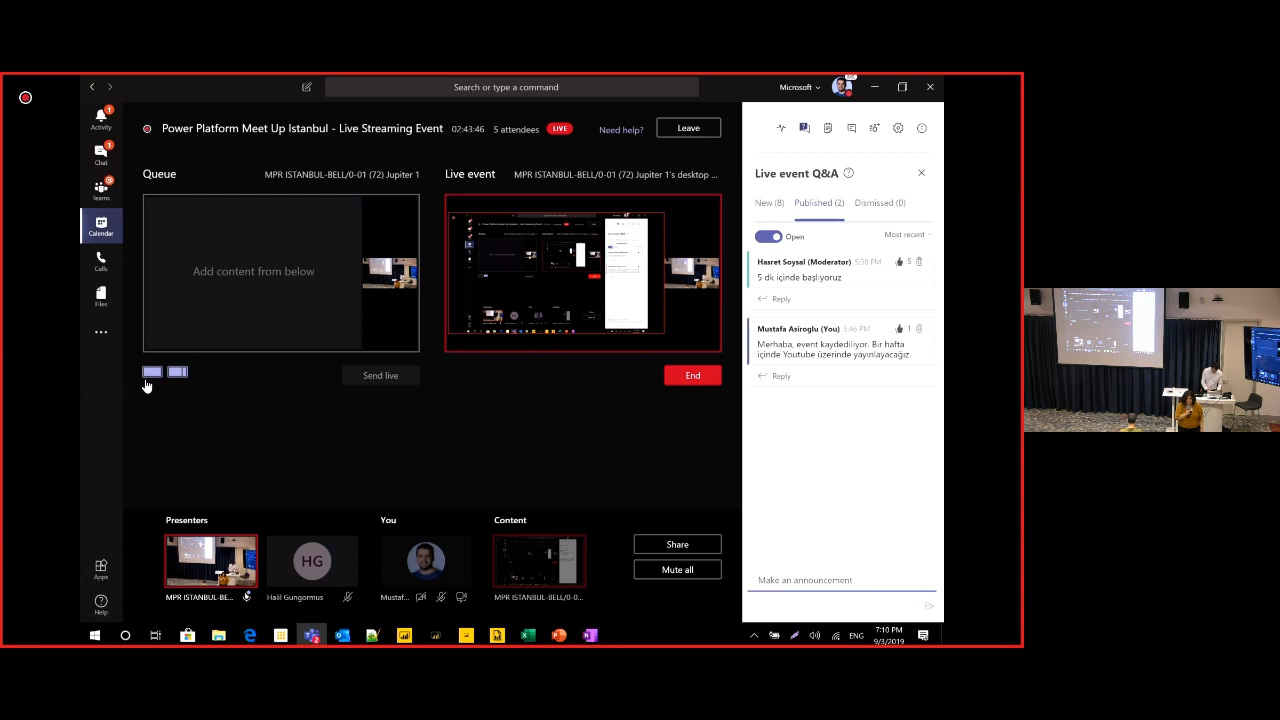 Search or type a command
Microsoft
Activity
Chat
Teams
Calendar
Calls
Files
Apps
Help
Power Platform Meet Up Istanbul - Live Streaming Event
02:43:46
5 attendees
LIVE
Need help?
Leave
Queue
MPR ISTANBUL-BELL/0-01 (72) Jupiter 1
Live event
MPR ISTANBUL-BELL/0-01 (72) Jupiter 1's desktop ...
Add content from below
Send live
End
Presenters
You
Content
HG
MPR ISTANBUL-BE...
Halil Gungormus
Mustaf...
MPR ISTANBUL-BELL/0-0...
Share
Mute all
Live event Q&A
New (8)
Published (2)
Dismissed (0)
Open
Most recent
Hasret Soysal (Moderator) 5:08 PM
5
5 dk içinde başlıyoruz
Reply
Mustafa Asiroglu (You) 5:46 PM
1
Merhaba, event kaydediliyor. Bir hafta
içinde Youtube üzerinde yayınlayacağız.
Reply
Make an announcement
ENG
7:10 PM
9/3/2019